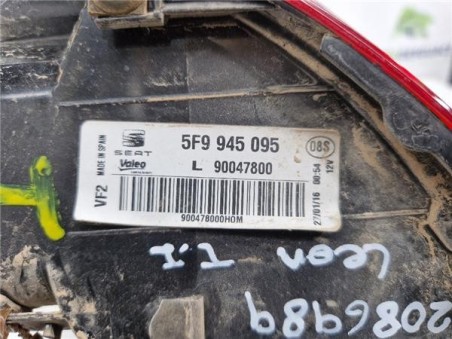 MADE IN SPAIN
SEAT
Valeo
VF2
5F9 945 095
L 90047800
08S
12V
27/01/16 00:54
900478000HOM
Leon
2086989